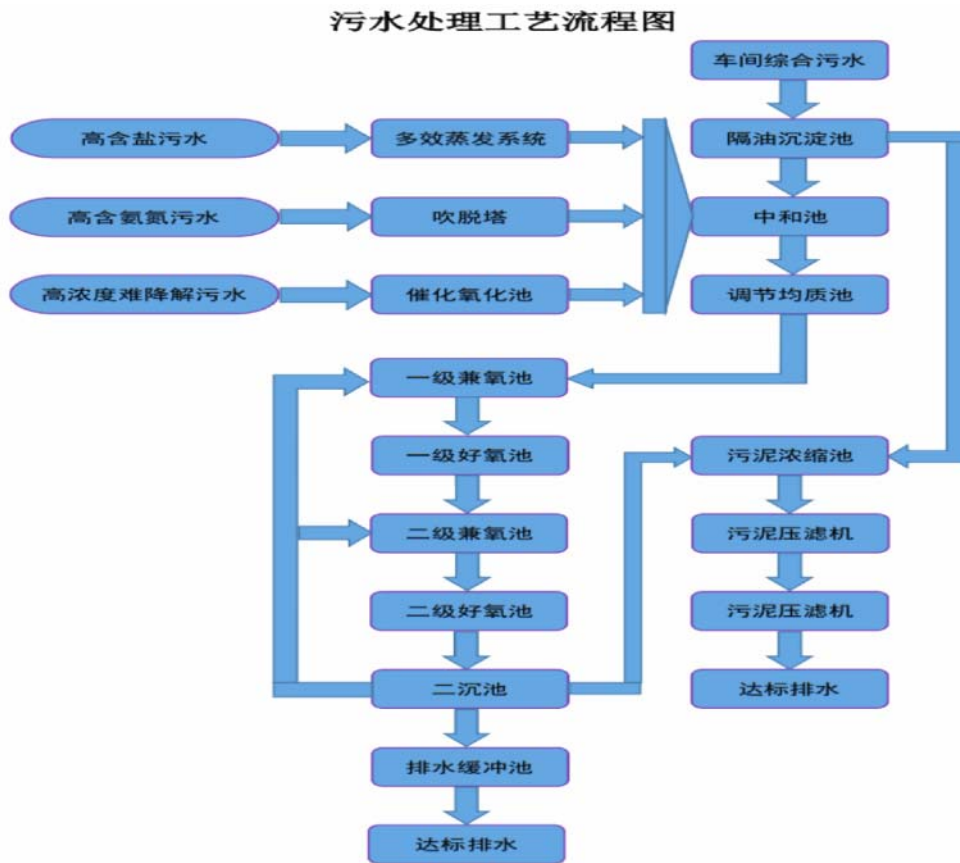 污水处理工艺流程图
车间综合污水
高含盐污水
多效蒸发系统
隔油沉淀池
高含氨氮污水
吹脱塔
中和池
高浓度难降解污水
催化氧化池
调节均质池
一级兼氧池
一级好氧池
污泥浓缩池
二级兼氧池
污泥压滤机
二级好氧池
污泥压滤机
二沉池
达标排水
排水缓冲池
达标排水